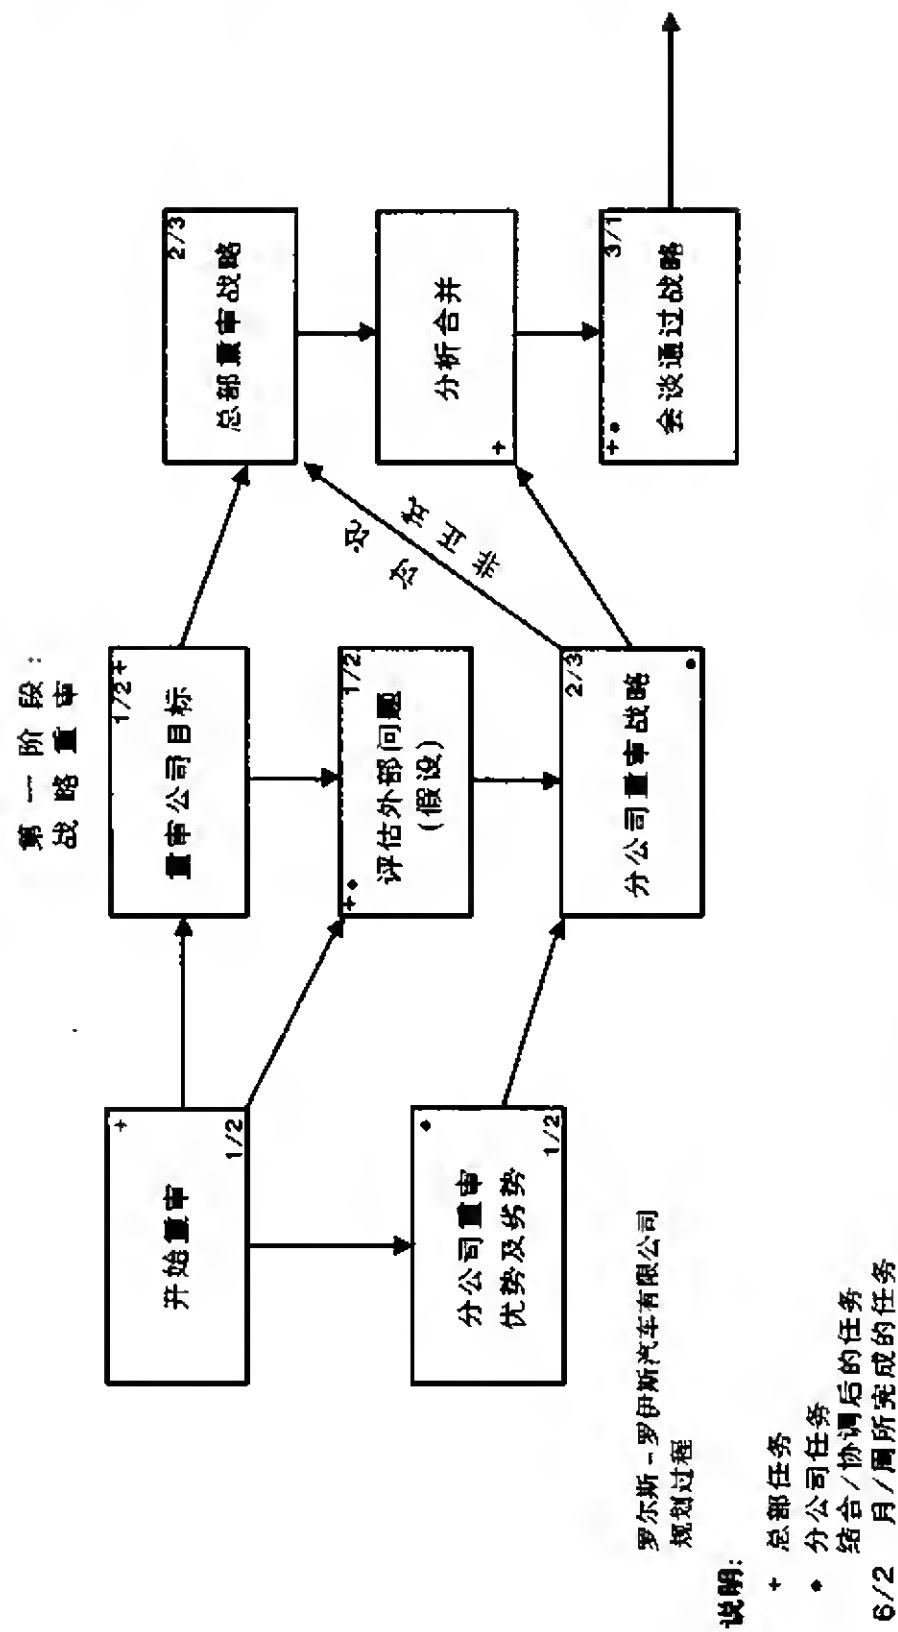 第一阶段：
战略重审
+
开始重审
1/2
1/2 +
重审公司目标
2/3
总部重审战略
•
分公司重审
优势及劣势
1/2
+ •
1/2
评估外部问题
(假设)
分析合并
+
非正式
2/3
分公司重审战略
•
+ •
3/1
会谈通过战略
罗尔斯-罗伊斯汽车有限公司
规划过程
说明:
+ 总部任务
• 分公司任务
结合/协调后的任务
6/2 月/周所完成的任务